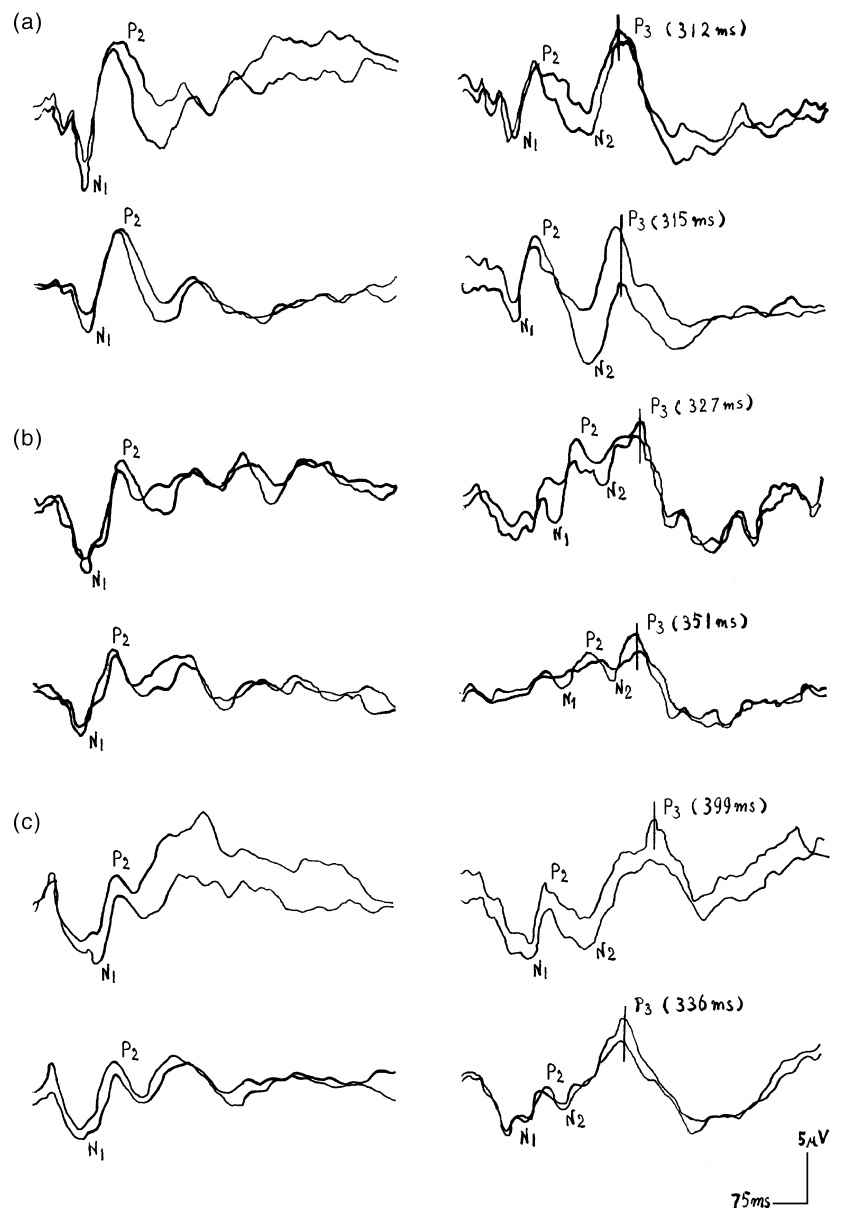 (a)
P2
N1
P2
P3 (312 ms)
N1
N2
P2
N1
P2
P3 (315 ms)
N1
N2
(b)
P2
N1
P2
P3 (327 ms)
N1
N2
P2
N1
P2
P3 (351 ms)
N1
N2
(c)
P2
N1
P2
P3 (399 ms)
N1
N2
P2
N1
P2
P3 (336 ms)
N1
N2
5μV
75ms